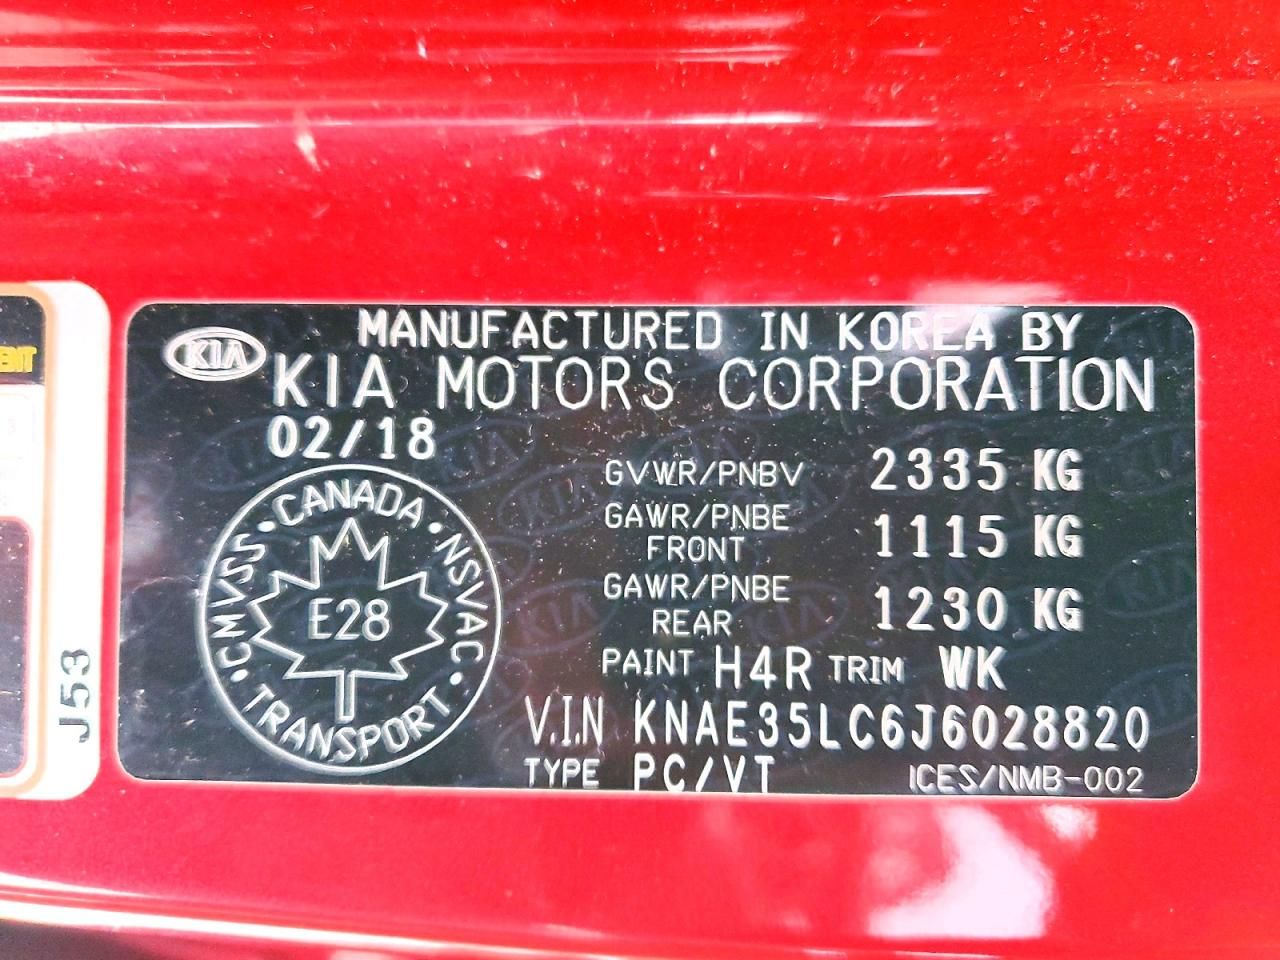 MANUFACTURED IN KOREA BY
KIA
KIA MOTORS CORPORATION
02/18
GVWR/PNBV 2335 KG
GAWR/PNBE FRONT 1115 KG
GAWR/PNBE REAR 1230 KG
PAINT H4R TRIM WK
V.I.N KNAE35LC6J6028820
TYPE PC/VT ICES/NMB-002
CANADA • NSVAC • TRANSPORT • CMVSS •
E28
J53